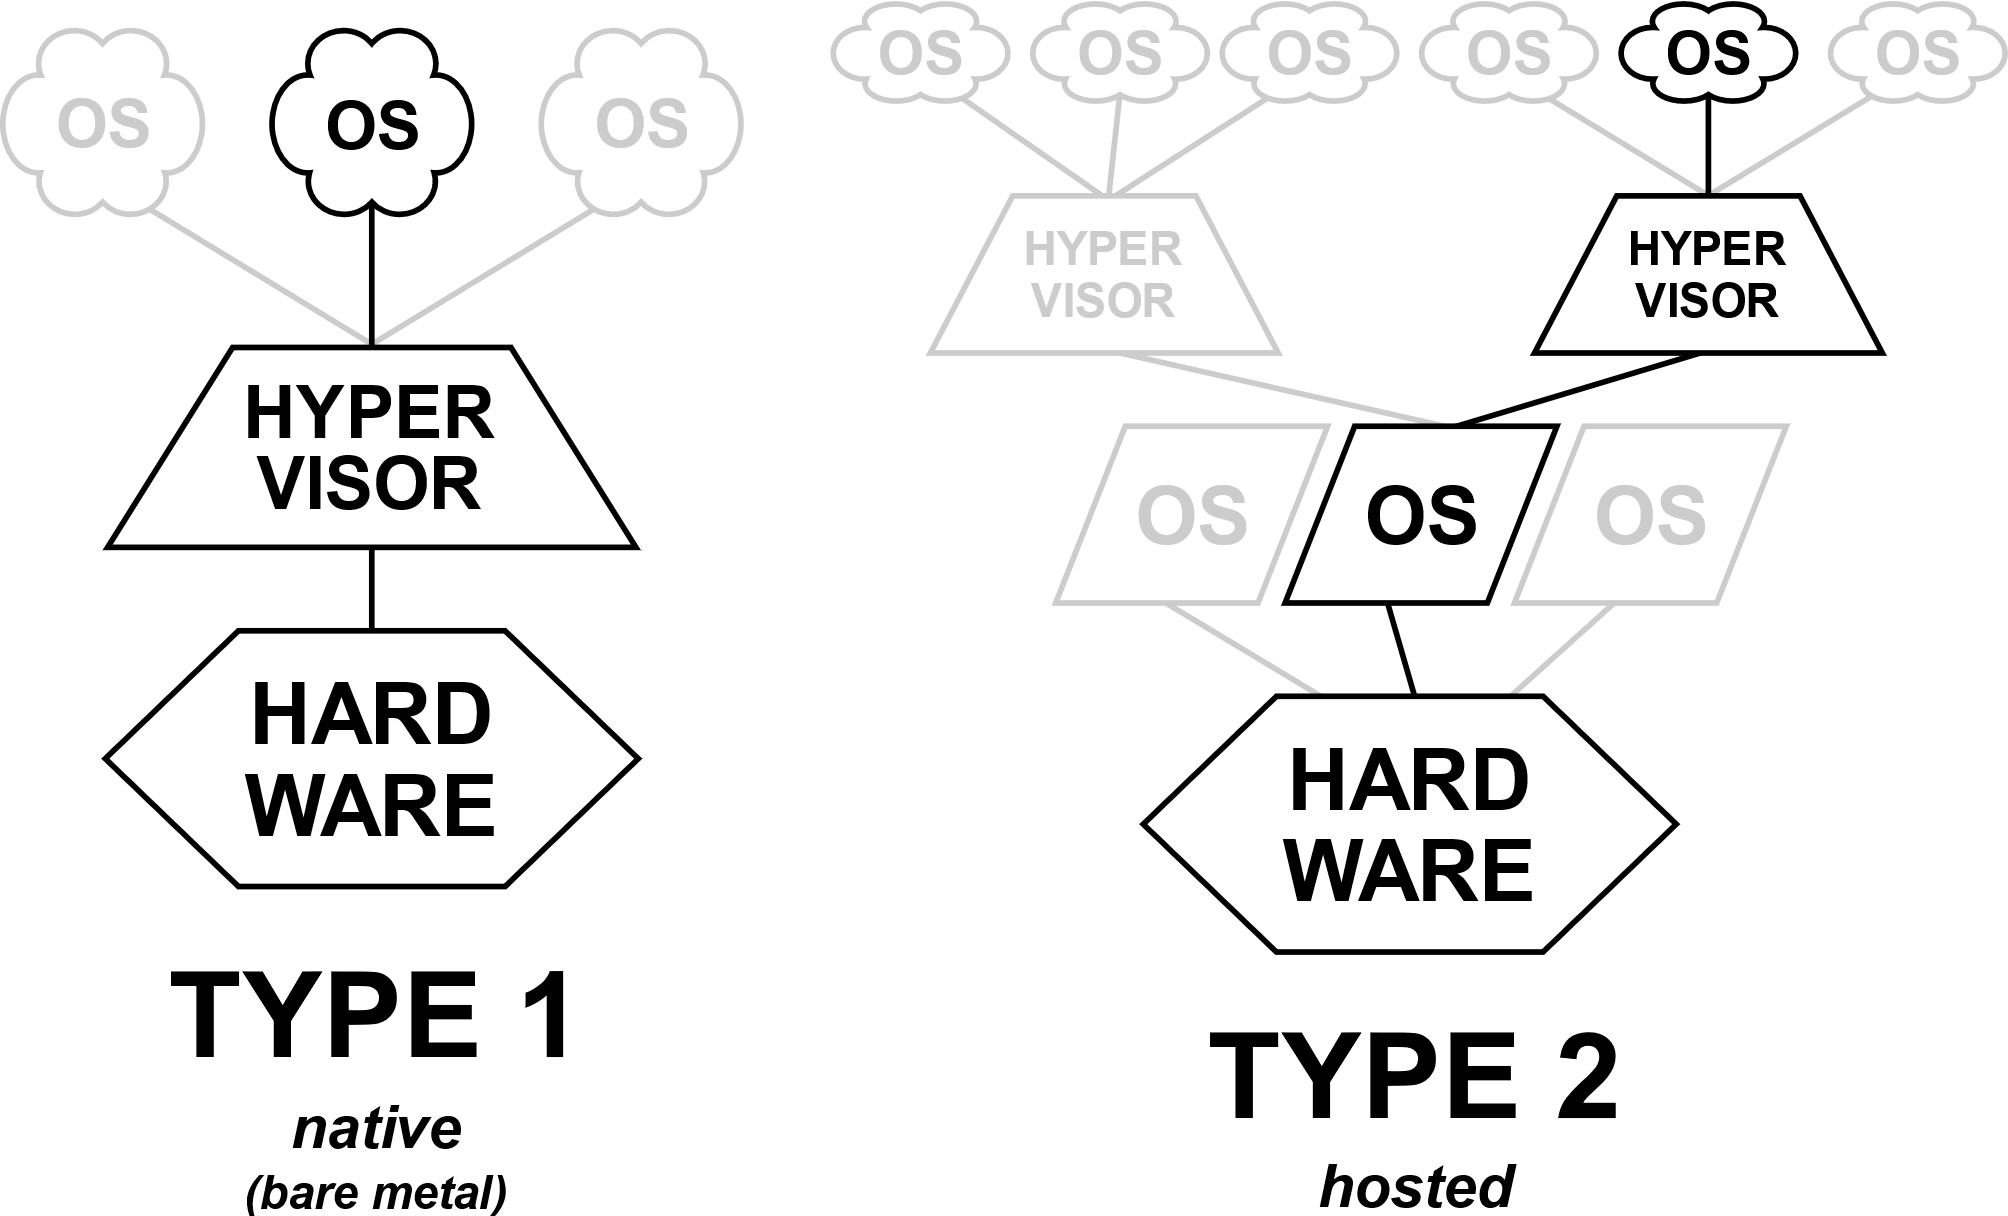 OS
OS
OS
HYPER
VISOR
HARD
WARE
TYPE 1
native
(bare metal)
OS
OS
OS
OS
OS
OS
HYPER
VISOR
HYPER
VISOR
OS
OS
OS
HARD
WARE
TYPE 2
hosted